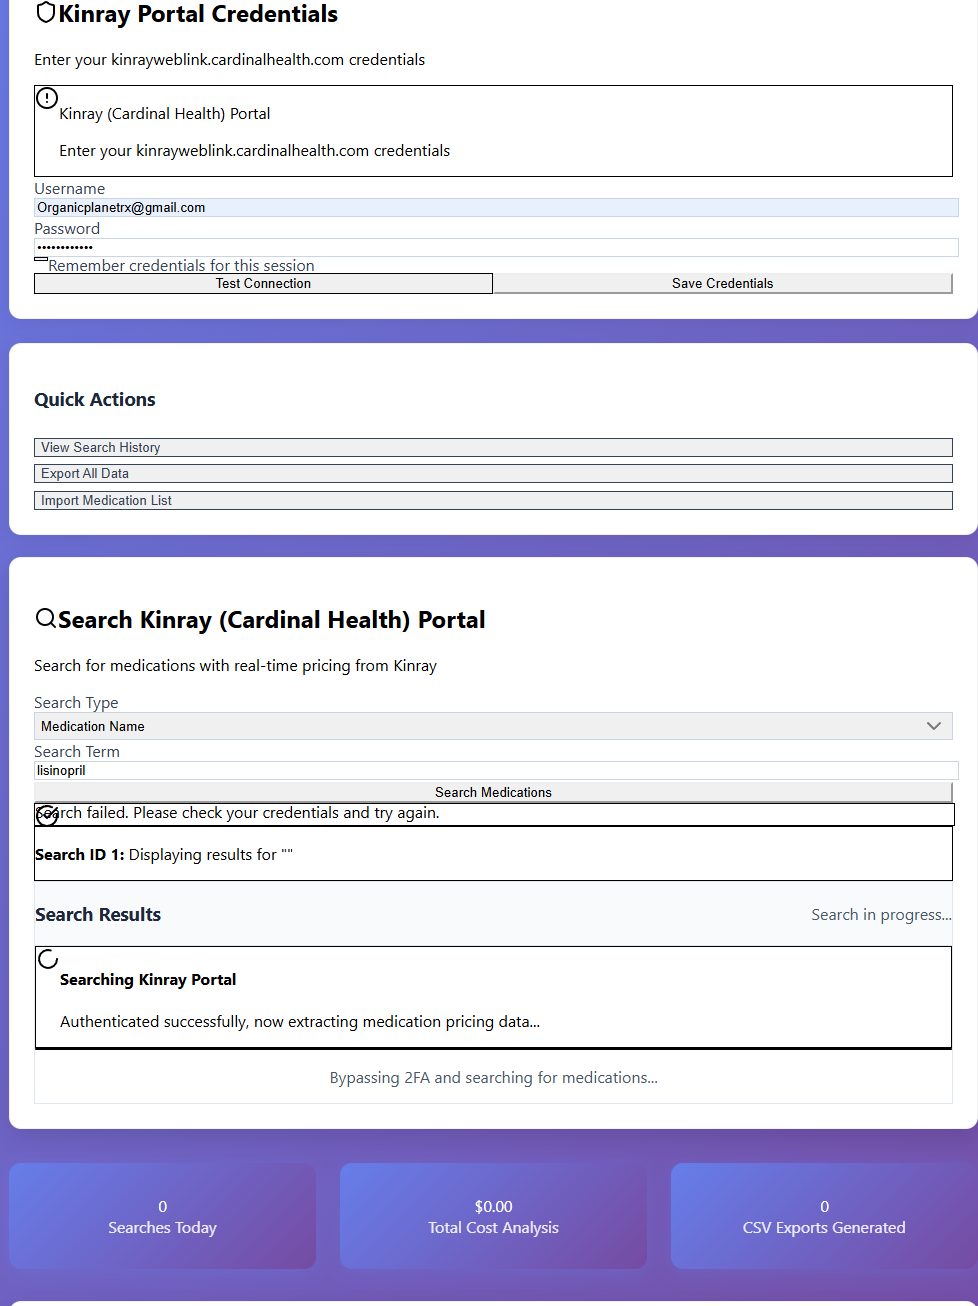 Kinray Portal Credentials
Enter your kinrayweblink.cardinalhealth.com credentials
Kinray (Cardinal Health) Portal
Enter your kinrayweblink.cardinalhealth.com credentials
Username
Organicplanetrx@gmail.com
Password
••••••••••••
Remember credentials for this session
Test Connection
Save Credentials
Quick Actions
View Search History
Export All Data
Import Medication List
Search Kinray (Cardinal Health) Portal
Search for medications with real-time pricing from Kinray
Search Type
Medication Name
Search Term
lisinopril
Search Medications
Search failed. Please check your credentials and try again.
Search ID 1: Displaying results for ""
Search Results
Search in progress...
Searching Kinray Portal
Authenticated successfully, now extracting medication pricing data...
Bypassing 2FA and searching for medications...
0
Searches Today
$0.00
Total Cost Analysis
0
CSV Exports Generated